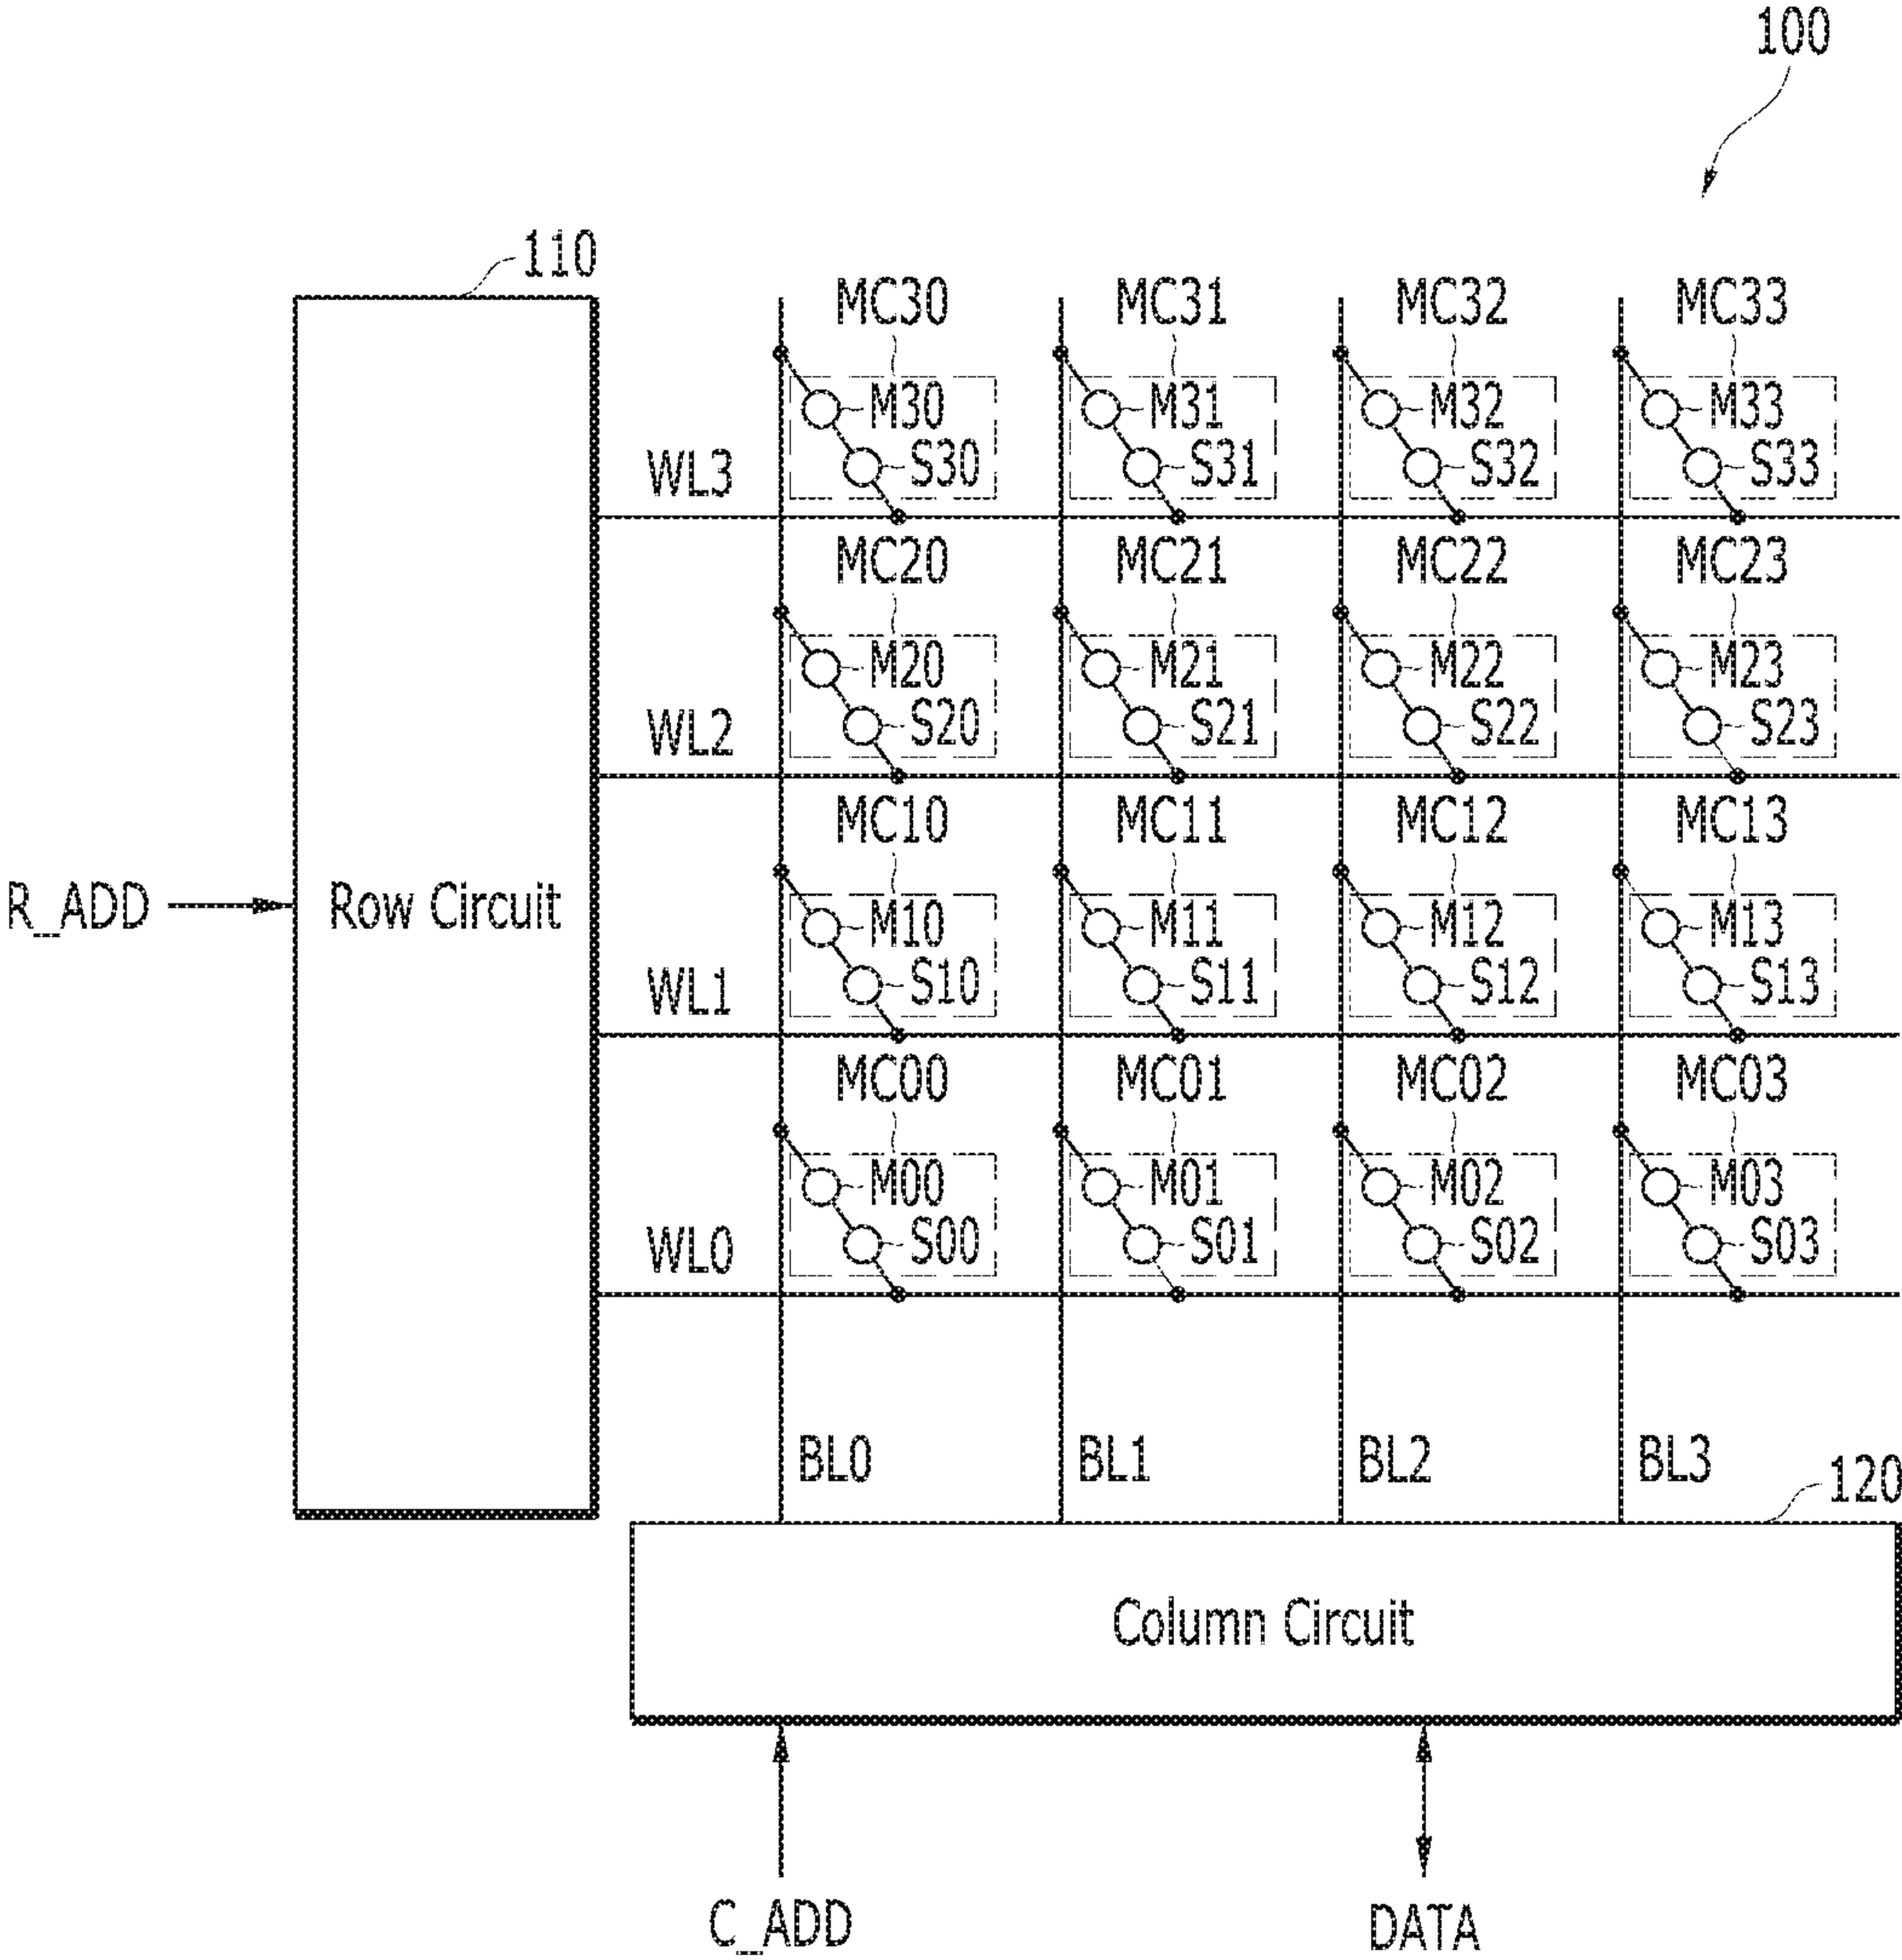 100
110
MC30 MC31 MC32 MC33
M30 M31 M32 M33
S30 S31 S32 S33
WL3
MC20 MC21 MC22 MC23
M20 M21 M22 M23
S20 S21 S22 S23
WL2
MC10 MC11 MC12 MC13
R_ADD Row Circuit M10 M11 M12 M13
S10 S11 S12 S13
WL1
MC00 MC01 MC02 MC03
M00 M01 M02 M03
S00 S01 S02 S03
WL0
BL0 BL1 BL2 BL3
120
Column Circuit
C_ADD DATA